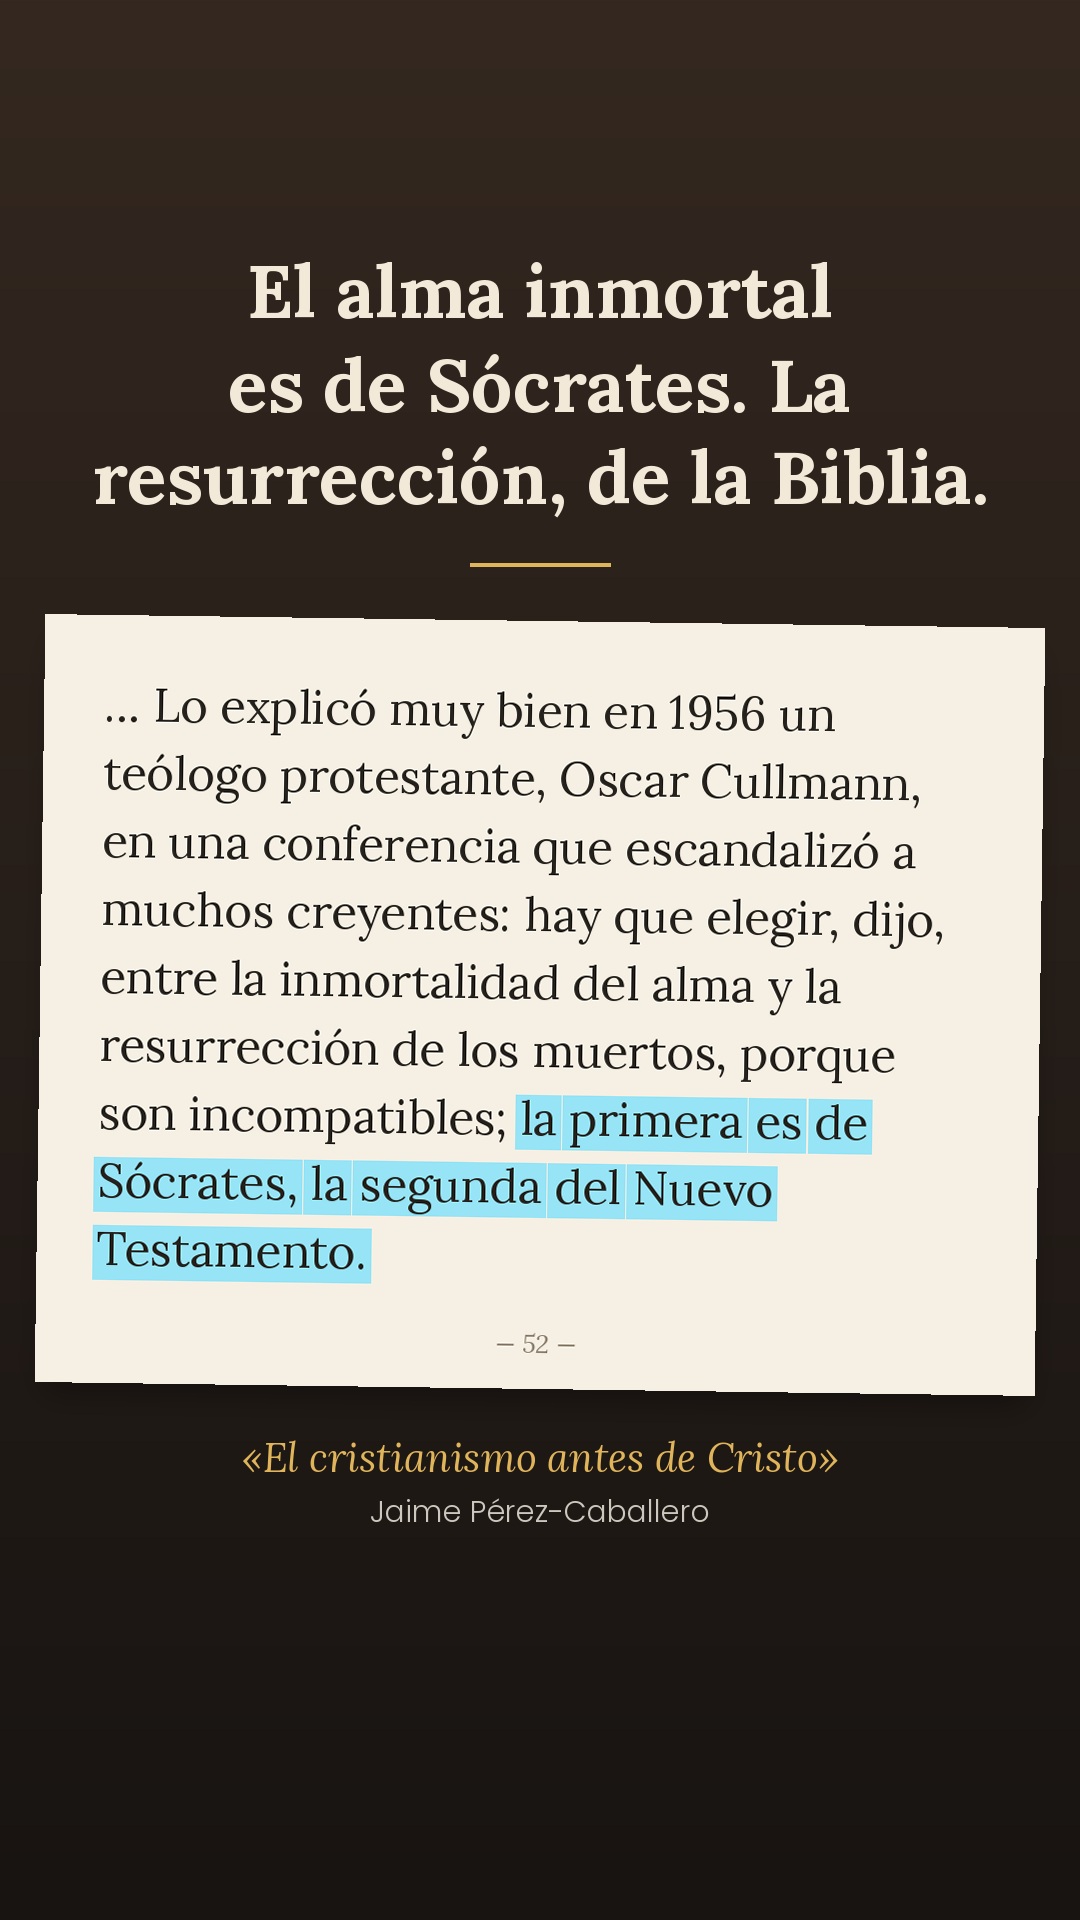 El alma inmortal
es de Sócrates. La
resurrección, de la Biblia.
... Lo explicó muy bien en 1956 un
teólogo protestante, Oscar Cullmann,
en una conferencia que escandalizó a
muchos creyentes: hay que elegir, dijo,
entre la inmortalidad del alma y la
resurrección de los muertos, porque
son incompatibles; la primera es de
Sócrates, la segunda del Nuevo
Testamento.
— 52 —
«El cristianismo antes de Cristo»
Jaime Pérez-Caballero